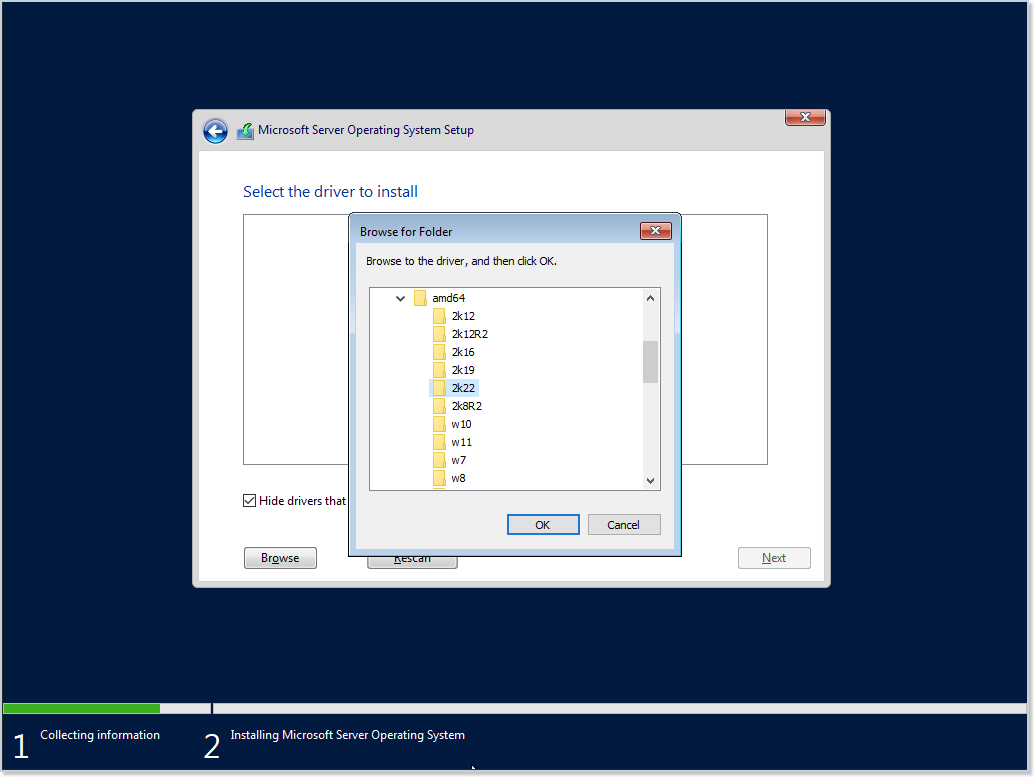 Microsoft Server Operating System Setup
Select the driver to install
Browse for Folder
Browse to the driver, and then click OK.
amd64
2k12
2k12R2
2k16
2k19
2k22
2k8R2
w10
w11
w7
w8
OK
Cancel
Hide drivers that
Browse
Rescan
Next
1 Collecting information
2 Installing Microsoft Server Operating System